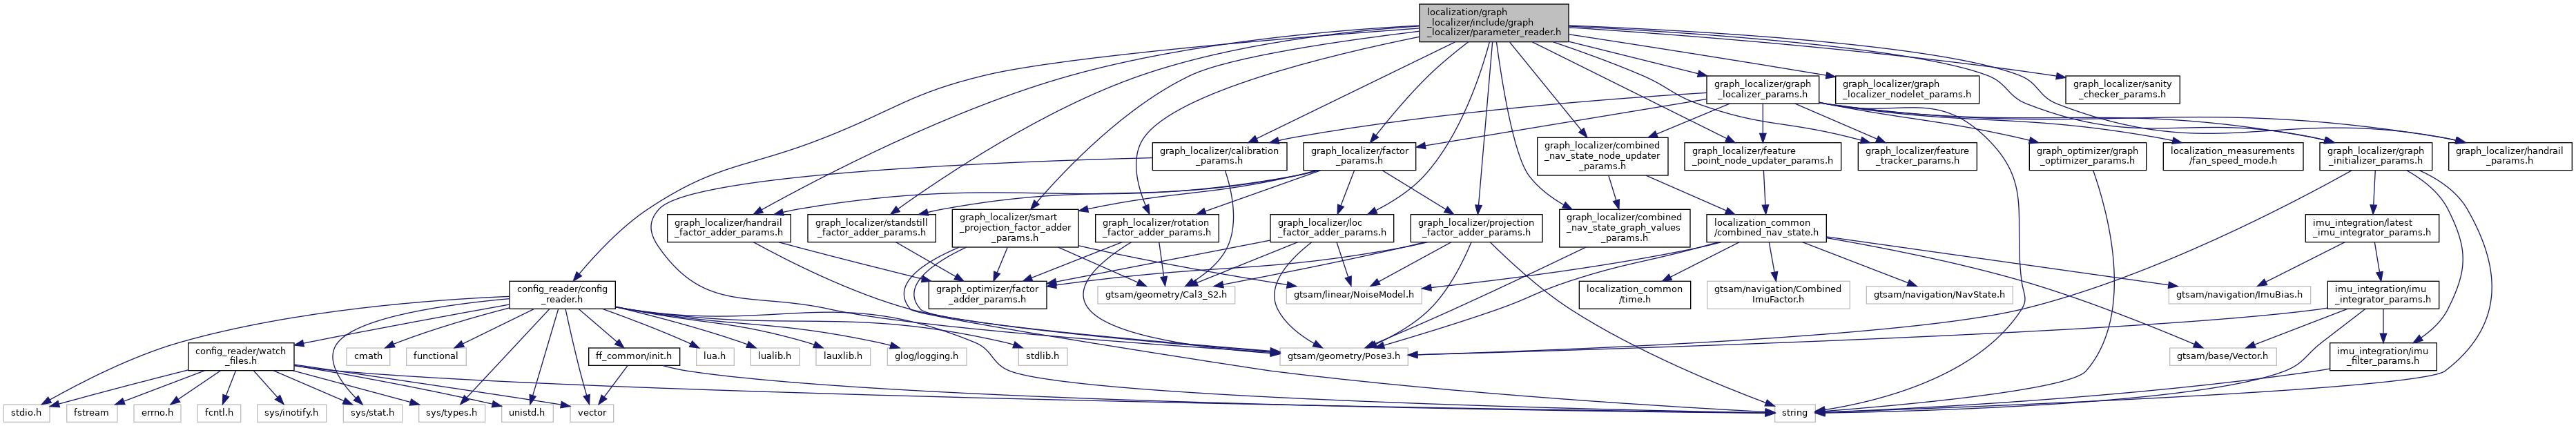 localization/graph
_localizer/include/graph
_localizer/parameter_reader.h
graph_localizer/graph
_localizer_params.h
graph_localizer/graph
_localizer_nodelet_params.h
graph_localizer/sanity
_checker_params.h
graph_localizer/calibration
_params.h
graph_localizer/factor
_params.h
graph_localizer/combined
_nav_state_node_updater
_params.h
graph_localizer/feature
_point_node_updater_params.h
graph_localizer/feature
_tracker_params.h
graph_optimizer/graph
_optimizer_params.h
localization_measurements
/fan_speed_mode.h
graph_localizer/graph
_initializer_params.h
graph_localizer/handrail
_params.h
graph_localizer/handrail
_factor_adder_params.h
graph_localizer/standstill
_factor_adder_params.h
graph_localizer/smart
_projection_factor_adder
_params.h
graph_localizer/rotation
_factor_adder_params.h
graph_localizer/loc
_factor_adder_params.h
graph_localizer/projection
_factor_adder_params.h
graph_localizer/combined
_nav_state_graph_values
_params.h
localization_common
/combined_nav_state.h
imu_integration/latest
_imu_integrator_params.h
config_reader/config
_reader.h
graph_optimizer/factor
_adder_params.h
gtsam/geometry/Cal3_S2.h
gtsam/linear/NoiseModel.h
localization_common
/time.h
gtsam/navigation/Combined
ImuFactor.h
gtsam/navigation/NavState.h
gtsam/navigation/ImuBias.h
imu_integration/imu
_integrator_params.h
config_reader/watch
_files.h
cmath
functional
ff_common/init.h
lua.h
lualib.h
lauxlib.h
glog/logging.h
stdlib.h
gtsam/geometry/Pose3.h
gtsam/base/Vector.h
imu_integration/imu
_filter_params.h
stdio.h
fstream
errno.h
fcntl.h
sys/inotify.h
sys/stat.h
sys/types.h
unistd.h
vector
string